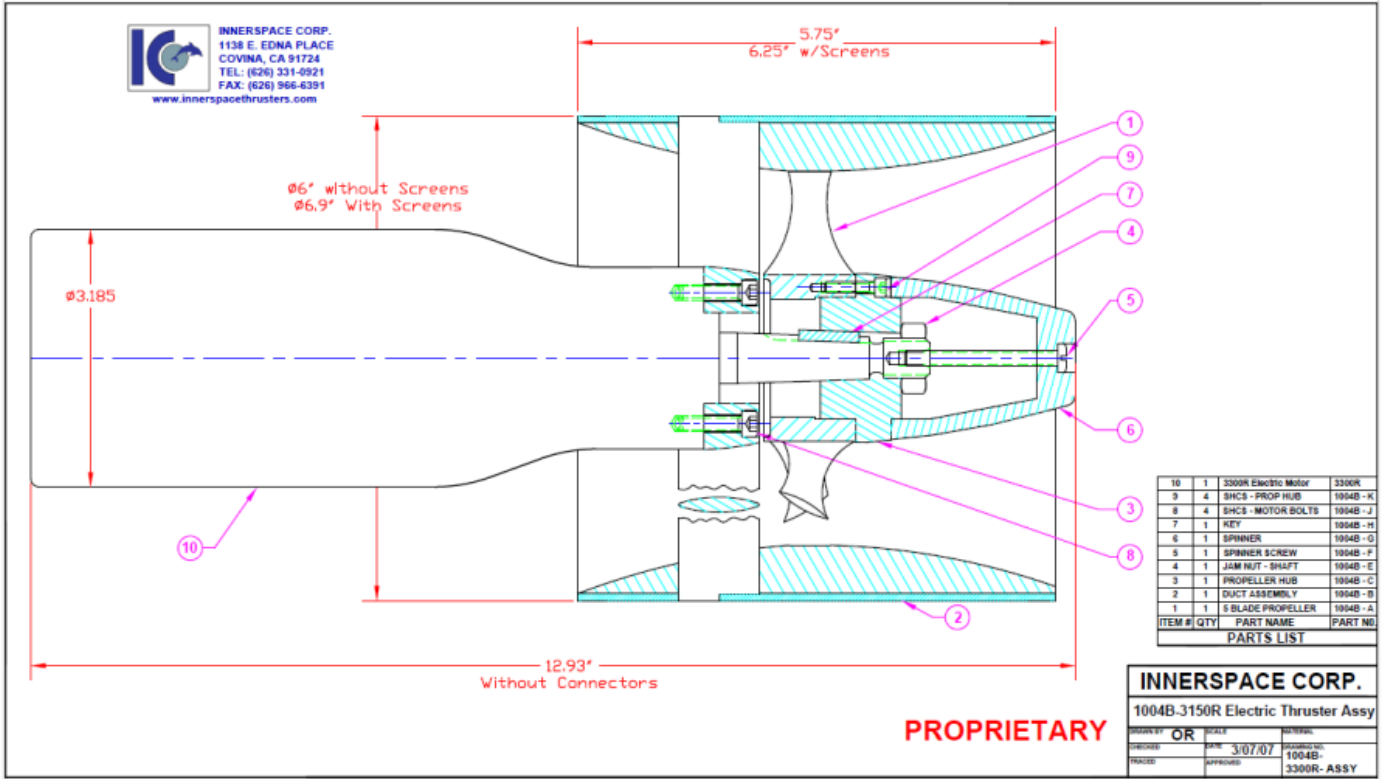 INNERSPACE CORP.
1138 E. EDNA PLACE
COVINA, CA 91724
TEL: (626) 331-0921
FAX: (626) 966-6391
www.innerspacethrusters.com
5.75"
6.25" w/Screens
Ø6" without Screens
Ø6.9" With Screens
Ø3.185
1
9
7
4
5
6
3
8
10
2
12.93"
Without Connectors
10 1 3300R Electric Motor 3300R
9 4 SHCS - PROP HUB 1004B - K
8 4 SHCS - MOTOR BOLTS 1004B - J
7 1 KEY 1004B - H
6 1 SPINNER 1004B - G
5 1 SPINNER SCREW 1004B - F
4 1 JAM NUT - SHAFT 1004B - E
3 1 PROPELLER HUB 1004B - C
2 1 DUCT ASSEMBLY 1004B - B
1 1 5 BLADE PROPELLER 1004B - A
ITEM # QTY PART NAME PART NO.
PARTS LIST
PROPRIETARY
INNERSPACE CORP.
1004B-3150R Electric Thruster Assy
DRAWN BY OR SCALE MATERIAL
CHECKED DATE 3/07/07 DRAWING NO.
1004B-
TRACED APPROVED 3300R- ASSY